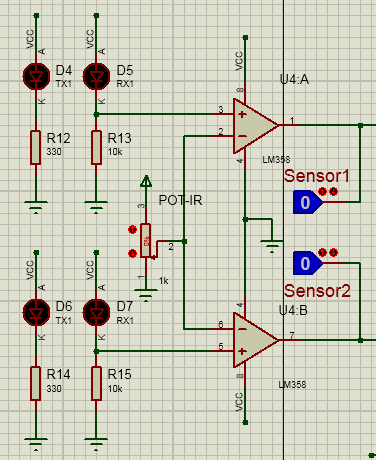 VCC
VCC
VCC
A
A
D4
TX1
D5
RX1
K
K
U4:A
8
3
2
1
4
LM358
R12
330
R13
10k
Sensor1
0
POT-IR
3
0%
2
1
1k
0
Sensor2
VCC
VCC
A
A
D6
TX1
D7
RX1
K
K
U4:B
4
6
5
7
8
LM358
R14
330
R15
10k
VCC